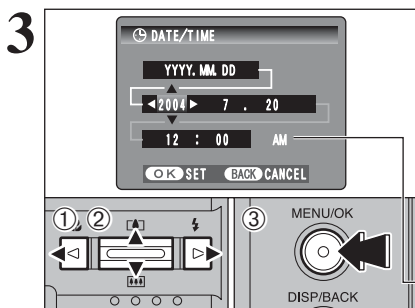 3
DATE/TIME
YYYY. MM. DD
2004 7 . 20
12 : 00 AM
OK SET BACK CANCEL
① ②
③
MENU/OK
DISP/BACK